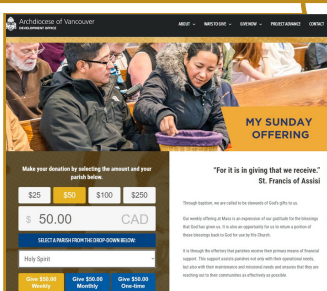 Archdiocese of Vancouver
DEVELOPMENT OFFICE
ABOUT
WAYS TO GIVE
GIVE NOW
PROJECT ADVANCE
CONTACT
MY SUNDAY
OFFERING
Make your donation by selecting the amount and your
parish below.
$25
$50
$100
$250
$ 50.00 CAD
SELECT A PARISH FROM THE DROP-DOWN BELOW:
Holy Spirit
Give $50.00
Weekly
Give $50.00
Monthly
Give $50.00
One-time
"For it is in giving that we receive."
St. Francis of Assisi
Through baptism, we are called to be stewards of God's gifts to us.
Our weekly offering at Mass is an expression of our gratitude for the blessings
that God has given us. It is also an opportunity for us to return a portion of
those blessings back to God for use by the Church.
It is through the offertory that parishes receive their primary means of financial
support. This support assists parishes not only with their operational needs,
but also with their maintenance and missional needs and ensures that they are
reaching out to their communities as effectively as possible.